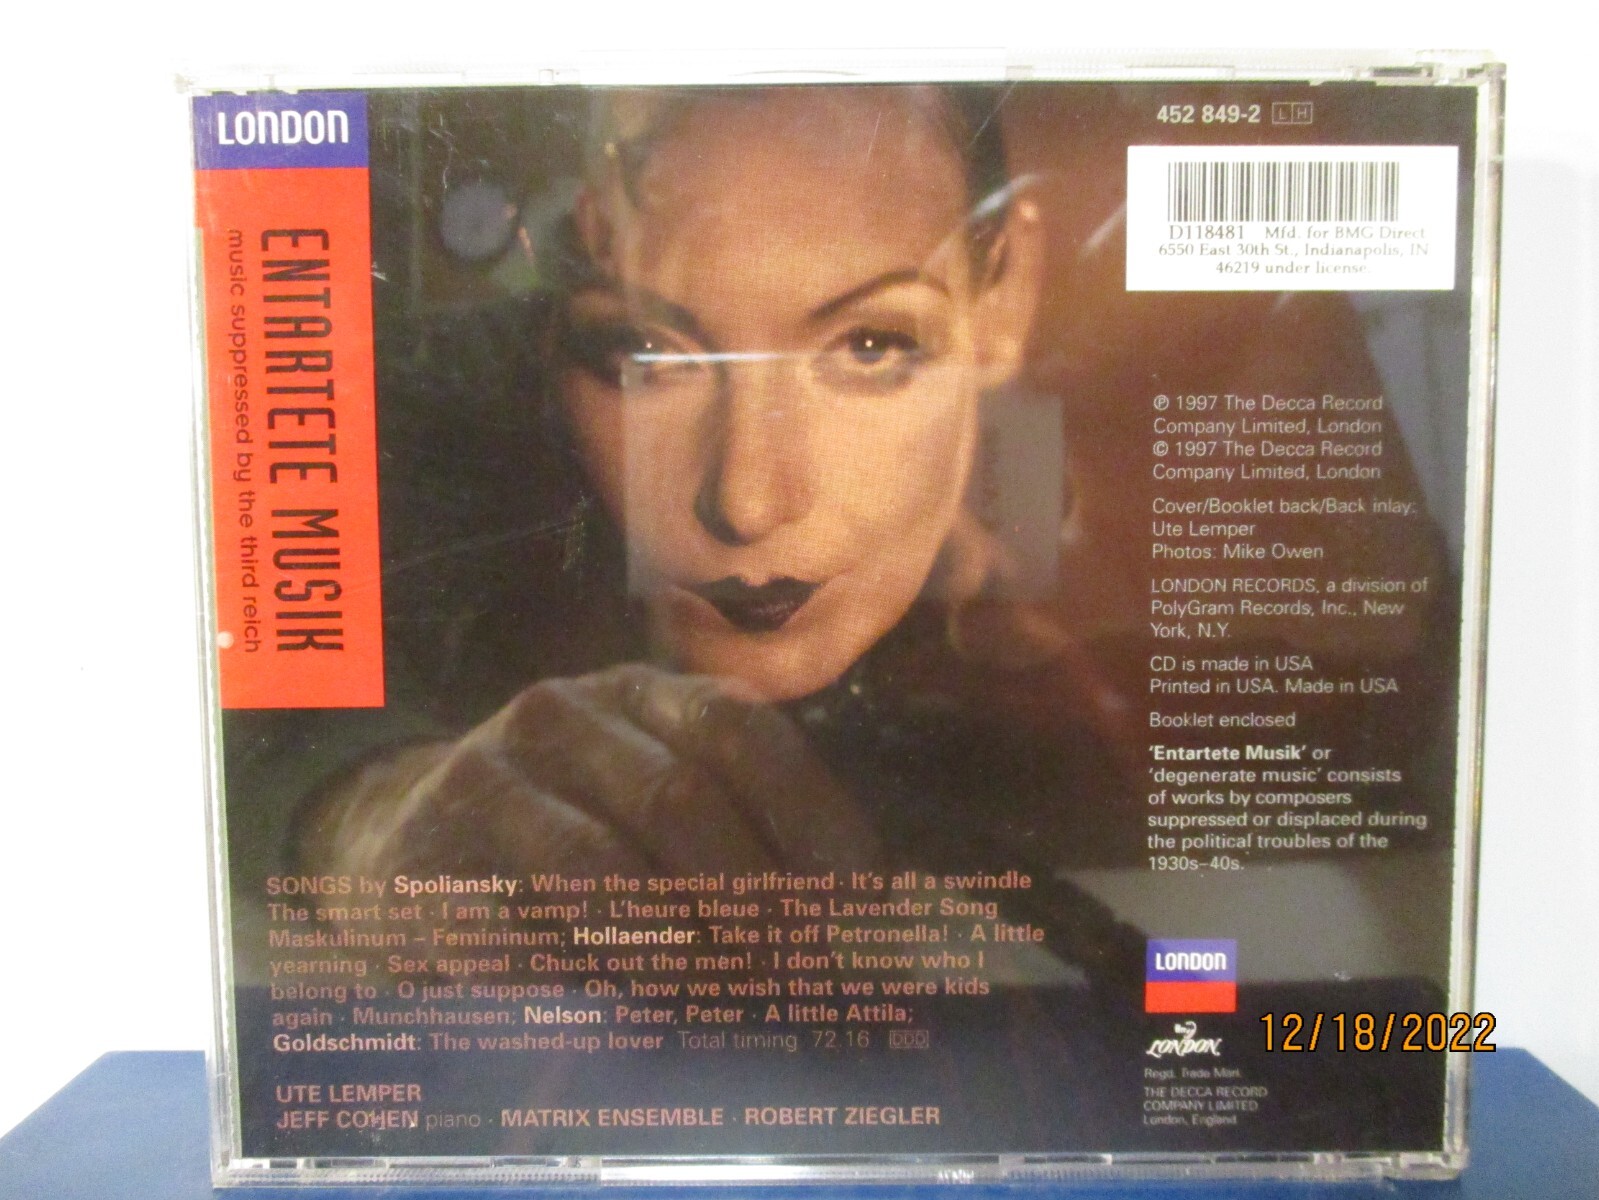 LONDON
ENTARTETE MUSIK
music suppressed by the third reich
452 849-2 LH
D118481 Mfd. for BMG Direct
6550 East 30th St., Indianapolis, IN
46219 under license.
℗ 1997 The Decca Record
Company Limited, London
© 1997 The Decca Record
Company Limited, London
Cover/Booklet back/Back inlay:
Ute Lemper
Photos: Mike Owen
LONDON RECORDS, a division of
PolyGram Records, Inc., New
York, N.Y.
CD is made in USA
Printed in USA. Made in USA
Booklet enclosed
‘Entartete Musik’ or
‘degenerate music’ consists
of works by composers
suppressed or displaced during
the political troubles of the
1930s–40s.
SONGS by Spoliansky: When the special girlfriend · It's all a swindle
The smart set · I am a vamp! · L'heure bleue · The Lavender Song
Maskulinum – Femininum; Hollaender: Take it off Petronella! · A little
yearning · Sex appeal · Chuck out the men! · I don't know who I
belong to · O just suppose · Oh, how we wish that we were kids
again · Munchhausen; Nelson: Peter, Peter · A little Attila;
Goldschmidt: The washed-up lover Total timing 72.16 DDD
UTE LEMPER
JEFF COHEN piano · MATRIX ENSEMBLE · ROBERT ZIEGLER
LONDON
LONDON
Regd. Trade Mark
THE DECCA RECORD
COMPANY LIMITED
London, England
12/18/2022